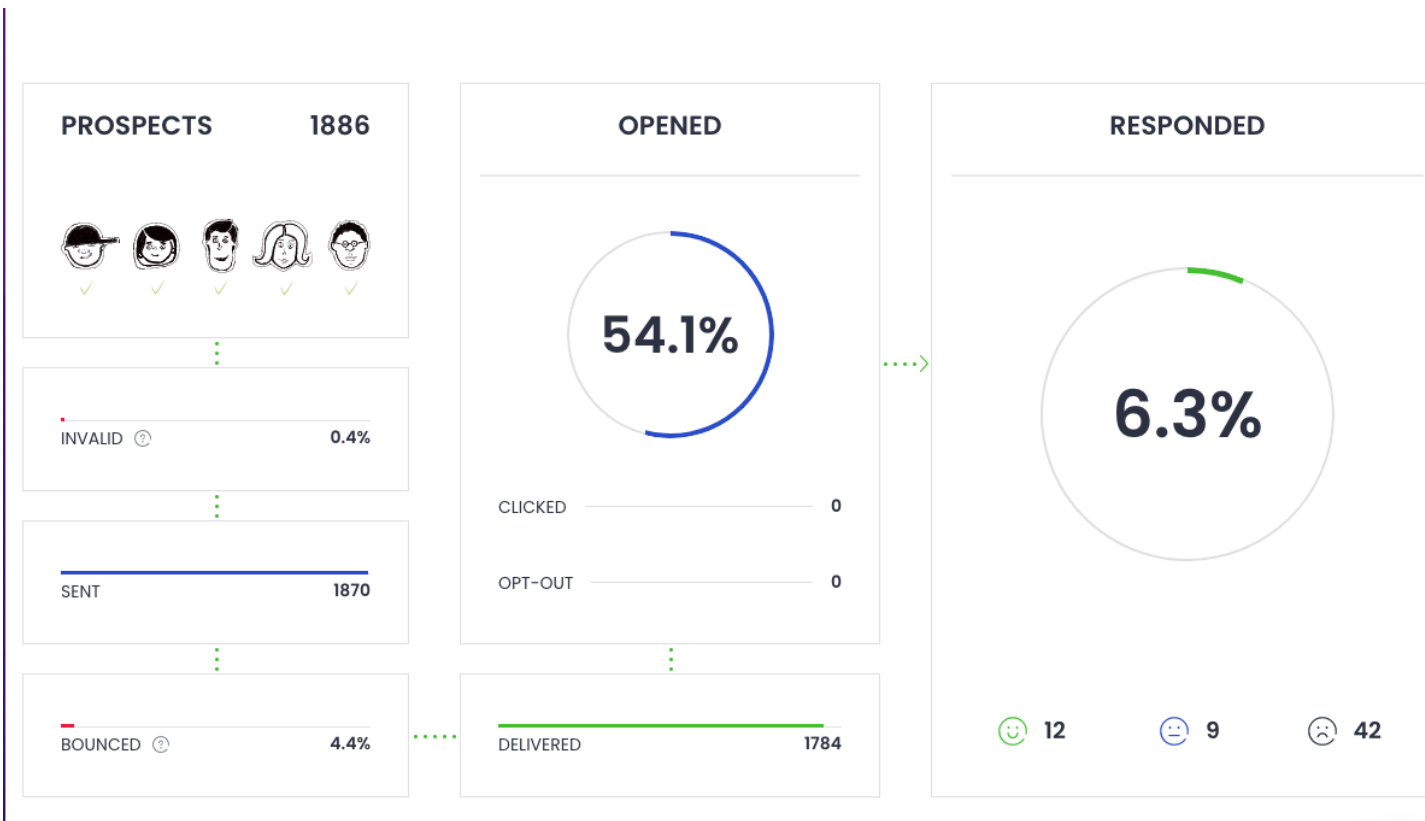 PROSPECTS 1886
INVALID ? 0.4%
SENT 1870
BOUNCED ? 4.4%
OPENED
54.1%
CLICKED 0
OPT-OUT 0
DELIVERED 1784
RESPONDED
6.3%
12 9 42